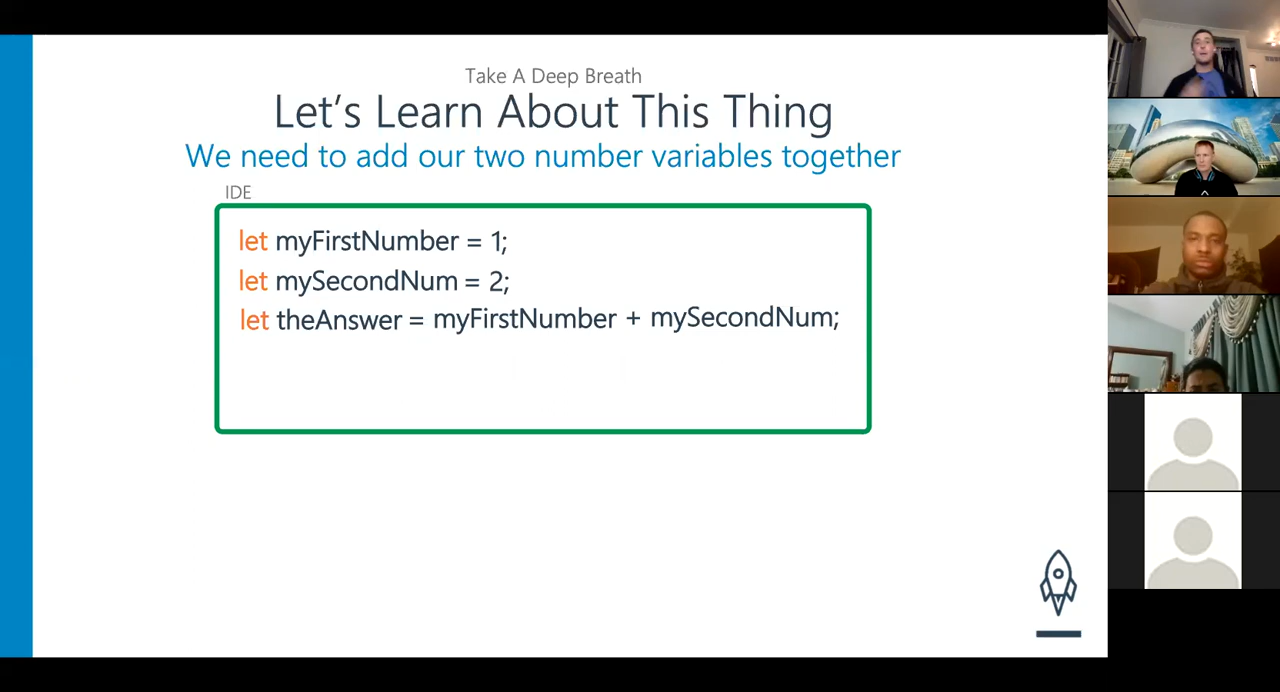 Take A Deep Breath
Let's Learn About This Thing
We need to add our two number variables together
IDE
let myFirstNumber = 1;
let mySecondNum = 2;
let theAnswer = myFirstNumber + mySecondNum;